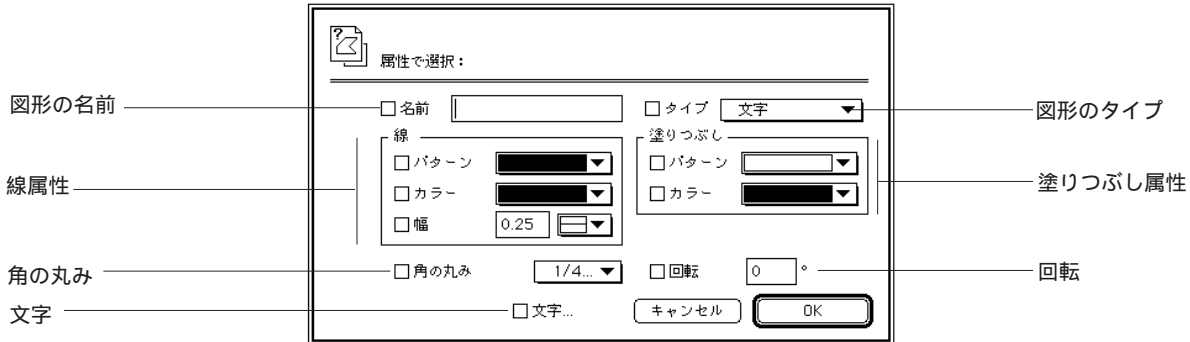 ?
属性で選択:
図形の名前
名前
タイプ 文字
図形のタイプ
線
塗りつぶし
パターン
パターン
線属性
カラー
カラー
塗りつぶし属性
幅 0.25
角の丸み
角の丸み 1/4...
回転 0 °
回転
文字
文字...
キャンセル
OK